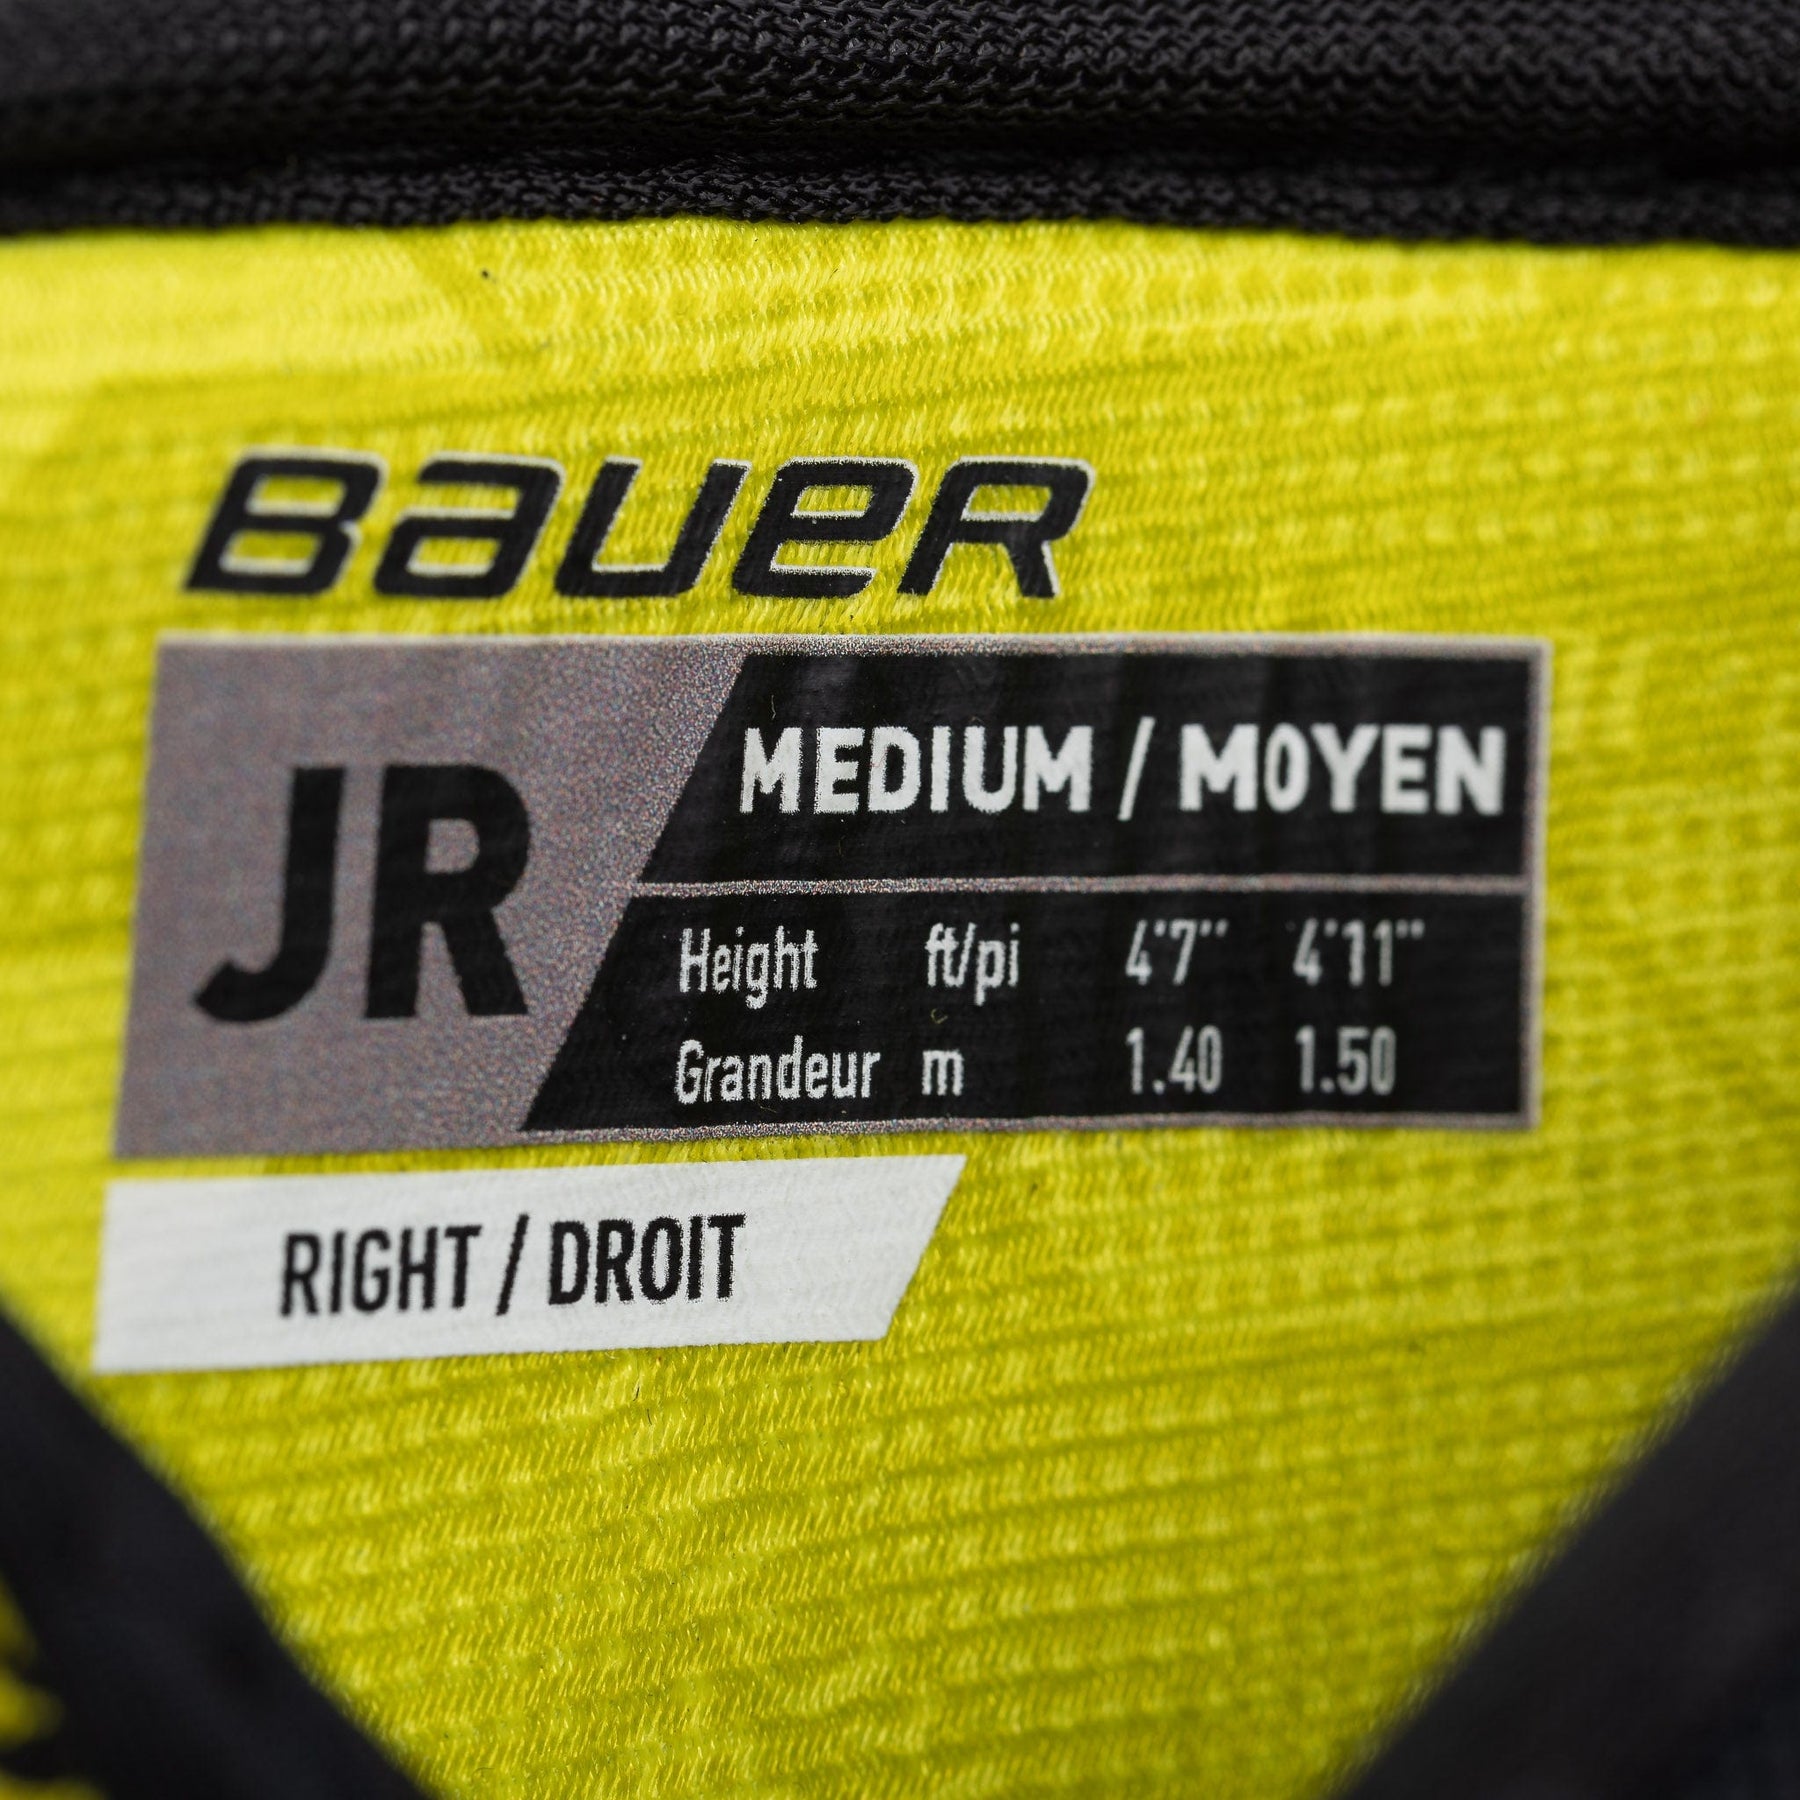 BAUER
JR
MEDIUM / MOYEN
Height ft/pi 4'7'' 4'11''
Grandeur m 1.40 1.50
RIGHT / DROIT